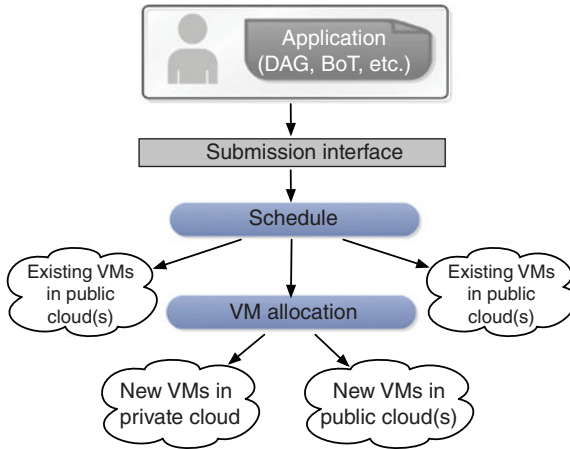 Application
(DAG, BoT, etc.)
Submission interface
Schedule
Existing VMs
in public
cloud(s)
Existing VMs
in public
cloud(s)
VM allocation
New VMs in
private cloud
New VMs in
public cloud(s)